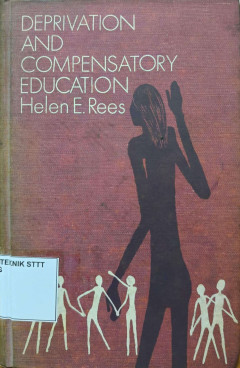 DEPRIVATION
AND
COMPENSATORY
EDUCATION
Helen E. Rees
TEKNIK STTT